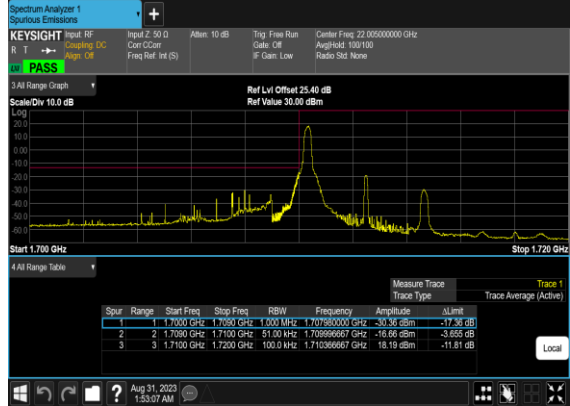 Spectrum Analyzer 1
Spurious Emissions
+
KEYSIGHT Input: RF Input Z: 50 Ω Atten: 10 dB Trig: Free Run Center Freq: 22.005000000 GHz
R T Coupling: DC Corr CCorr Gate: Off Avg|Hold: 100/100
Align: Off Freq Ref: Int (S) IF Gain: Low Radio Std: None
PASS
3 All Range Graph Ref Lvl Offset 25.40 dB
Scale/Div 10.0 dB Ref Value 30.00 dBm
Log
20.0
10.0
0.00
-10.0
-20.0
-30.0
-40.0
-50.0
-60.0
Start 1.700 GHz Stop 1.720 GHz
4 All Range Table
Measure Trace Trace 1
Trace Type Trace Average (Active)
Spur Range Start Freq Stop Freq RBW Frequency Amplitude ΔLimit
1 1 1.7000 GHz 1.7090 GHz 1.000 MHz 1.707980000 GHz -30.36 dBm -17.36 dB
2 2 1.7090 GHz 1.7100 GHz 51.00 kHz 1.709996667 GHz -16.66 dBm -3.655 dB
3 3 1.7100 GHz 1.7200 GHz 100.0 kHz 1.710366667 GHz 18.19 dBm -11.81 dB
Local
? Aug 31, 2023
1:53:07 AM